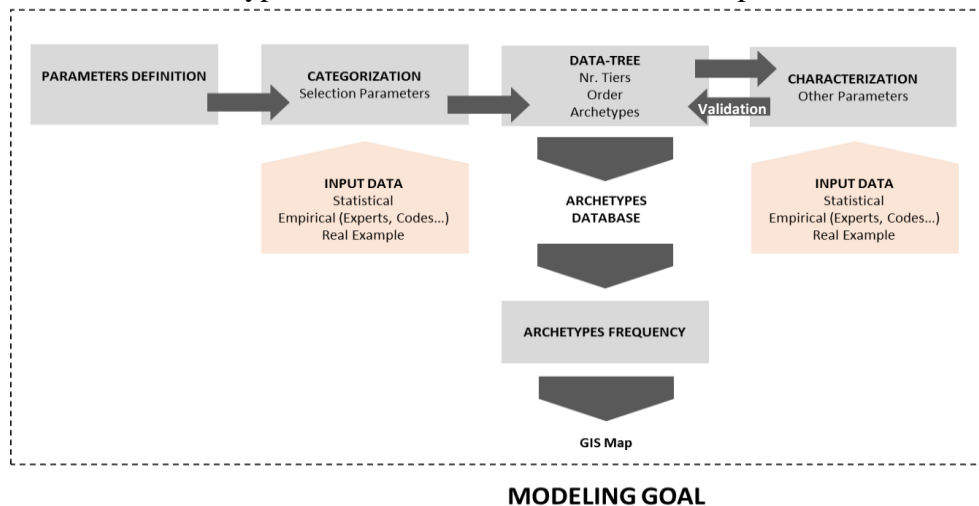 PARAMETERS DEFINITION
CATEGORIZATION
Selection Parameters
DATA-TREE
Nr. Tiers
Order
Archetypes
CHARACTERIZATION
Other Parameters
Validation
INPUT DATA
Statistical
Empirical (Experts, Codes...)
Real Example
ARCHETYPES
DATABASE
INPUT DATA
Statistical
Empirical (Experts, Codes...)
Real Example
ARCHETYPES FREQUENCY
GIS Map
MODELING GOAL